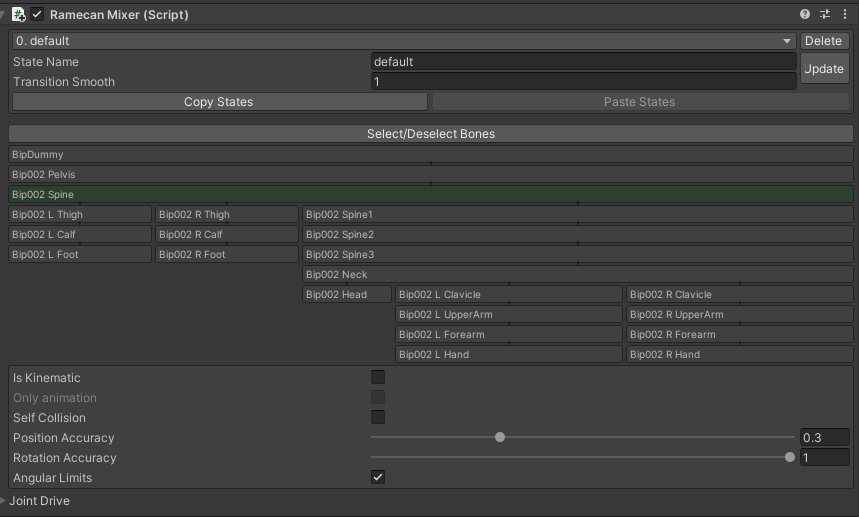 Ramecan Mixer (Script)
0. default Delete
State Name default
Update
Transition Smooth 1
Copy States Paste States
Select/Deselect Bones
BipDummy
Bip002 Pelvis
Bip002 Spine
Bip002 L Thigh Bip002 R Thigh Bip002 Spine1
Bip002 L Calf Bip002 R Calf Bip002 Spine2
Bip002 L Foot Bip002 R Foot Bip002 Spine3
Bip002 Neck
Bip002 Head Bip002 L Clavicle Bip002 R Clavicle
Bip002 L UpperArm Bip002 R UpperArm
Bip002 L Forearm Bip002 R Forearm
Bip002 L Hand Bip002 R Hand
Is Kinematic
Only animation
Self Collision
Position Accuracy 0.3
Rotation Accuracy 1
Angular Limits
Joint Drive